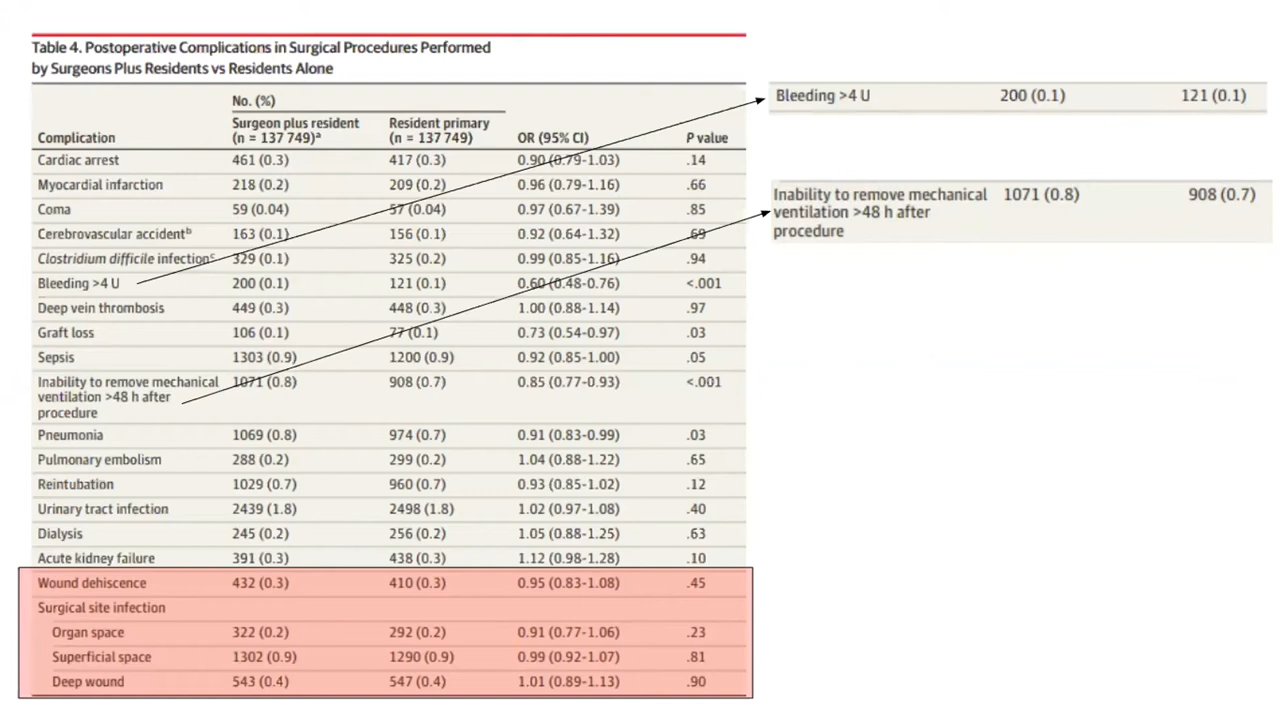 Table 4. Postoperative Complications in Surgical Procedures Performed
by Surgeons Plus Residents vs Residents Alone
No. (%)
Surgeon plus resident Resident primary
Complication (n = 137 749)ᵃ (n = 137 749) OR (95% CI) P value
Cardiac arrest 461 (0.3) 417 (0.3) 0.90 (0.79-1.03) .14
Myocardial infarction 218 (0.2) 209 (0.2) 0.96 (0.79-1.16) .66
Coma 59 (0.04) 57 (0.04) 0.97 (0.67-1.39) .85
Cerebrovascular accidentᵇ 163 (0.1) 156 (0.1) 0.92 (0.64-1.32) .69
Clostridium difficile infectionᶜ 329 (0.1) 325 (0.2) 0.99 (0.85-1.16) .94
Bleeding >4 U 200 (0.1) 121 (0.1) 0.60 (0.48-0.76) <.001
Deep vein thrombosis 449 (0.3) 448 (0.3) 1.00 (0.88-1.14) .97
Graft loss 106 (0.1) 77 (0.1) 0.73 (0.54-0.97) .03
Sepsis 1303 (0.9) 1200 (0.9) 0.92 (0.85-1.00) .05
Inability to remove mechanical 1071 (0.8) 908 (0.7) 0.85 (0.77-0.93) <.001
ventilation >48 h after
procedure
Pneumonia 1069 (0.8) 974 (0.7) 0.91 (0.83-0.99) .03
Pulmonary embolism 288 (0.2) 299 (0.2) 1.04 (0.88-1.22) .65
Reintubation 1029 (0.7) 960 (0.7) 0.93 (0.85-1.02) .12
Urinary tract infection 2439 (1.8) 2498 (1.8) 1.02 (0.97-1.08) .40
Dialysis 245 (0.2) 256 (0.2) 1.05 (0.88-1.25) .63
Acute kidney failure 391 (0.3) 438 (0.3) 1.12 (0.98-1.28) .10
Wound dehiscence 432 (0.3) 410 (0.3) 0.95 (0.83-1.08) .45
Surgical site infection
Organ space 322 (0.2) 292 (0.2) 0.91 (0.77-1.06) .23
Superficial space 1302 (0.9) 1290 (0.9) 0.99 (0.92-1.07) .81
Deep wound 543 (0.4) 547 (0.4) 1.01 (0.89-1.13) .90
Bleeding >4 U 200 (0.1) 121 (0.1)
Inability to remove mechanical 1071 (0.8) 908 (0.7)
ventilation >48 h after
procedure